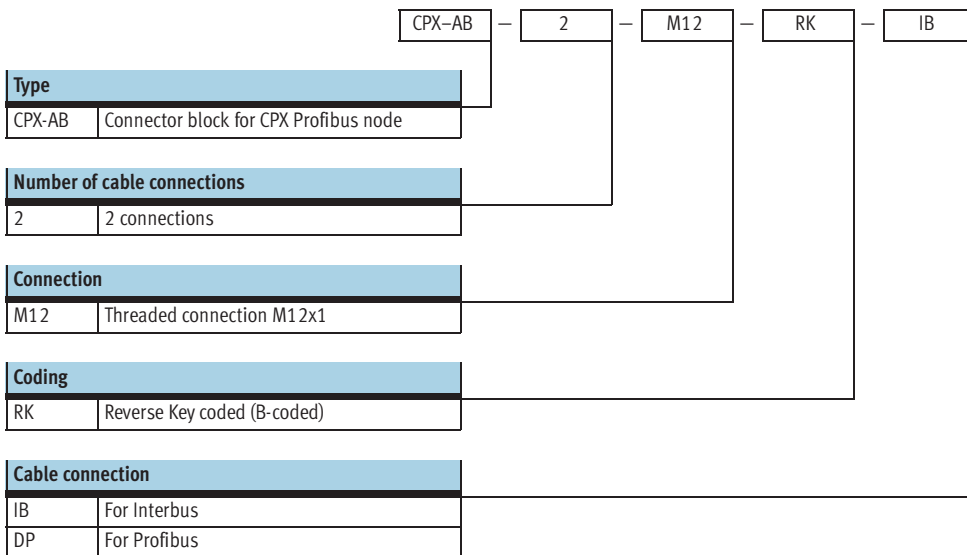 CPX–AB – 2 – M12 – RK – IB
Type
CPX-AB Connector block for CPX Profibus node
Number of cable connections
2 2 connections
Connection
M12 Threaded connection M12x1
Coding
RK Reverse Key coded (B-coded)
Cable connection
IB For Interbus
DP For Profibus